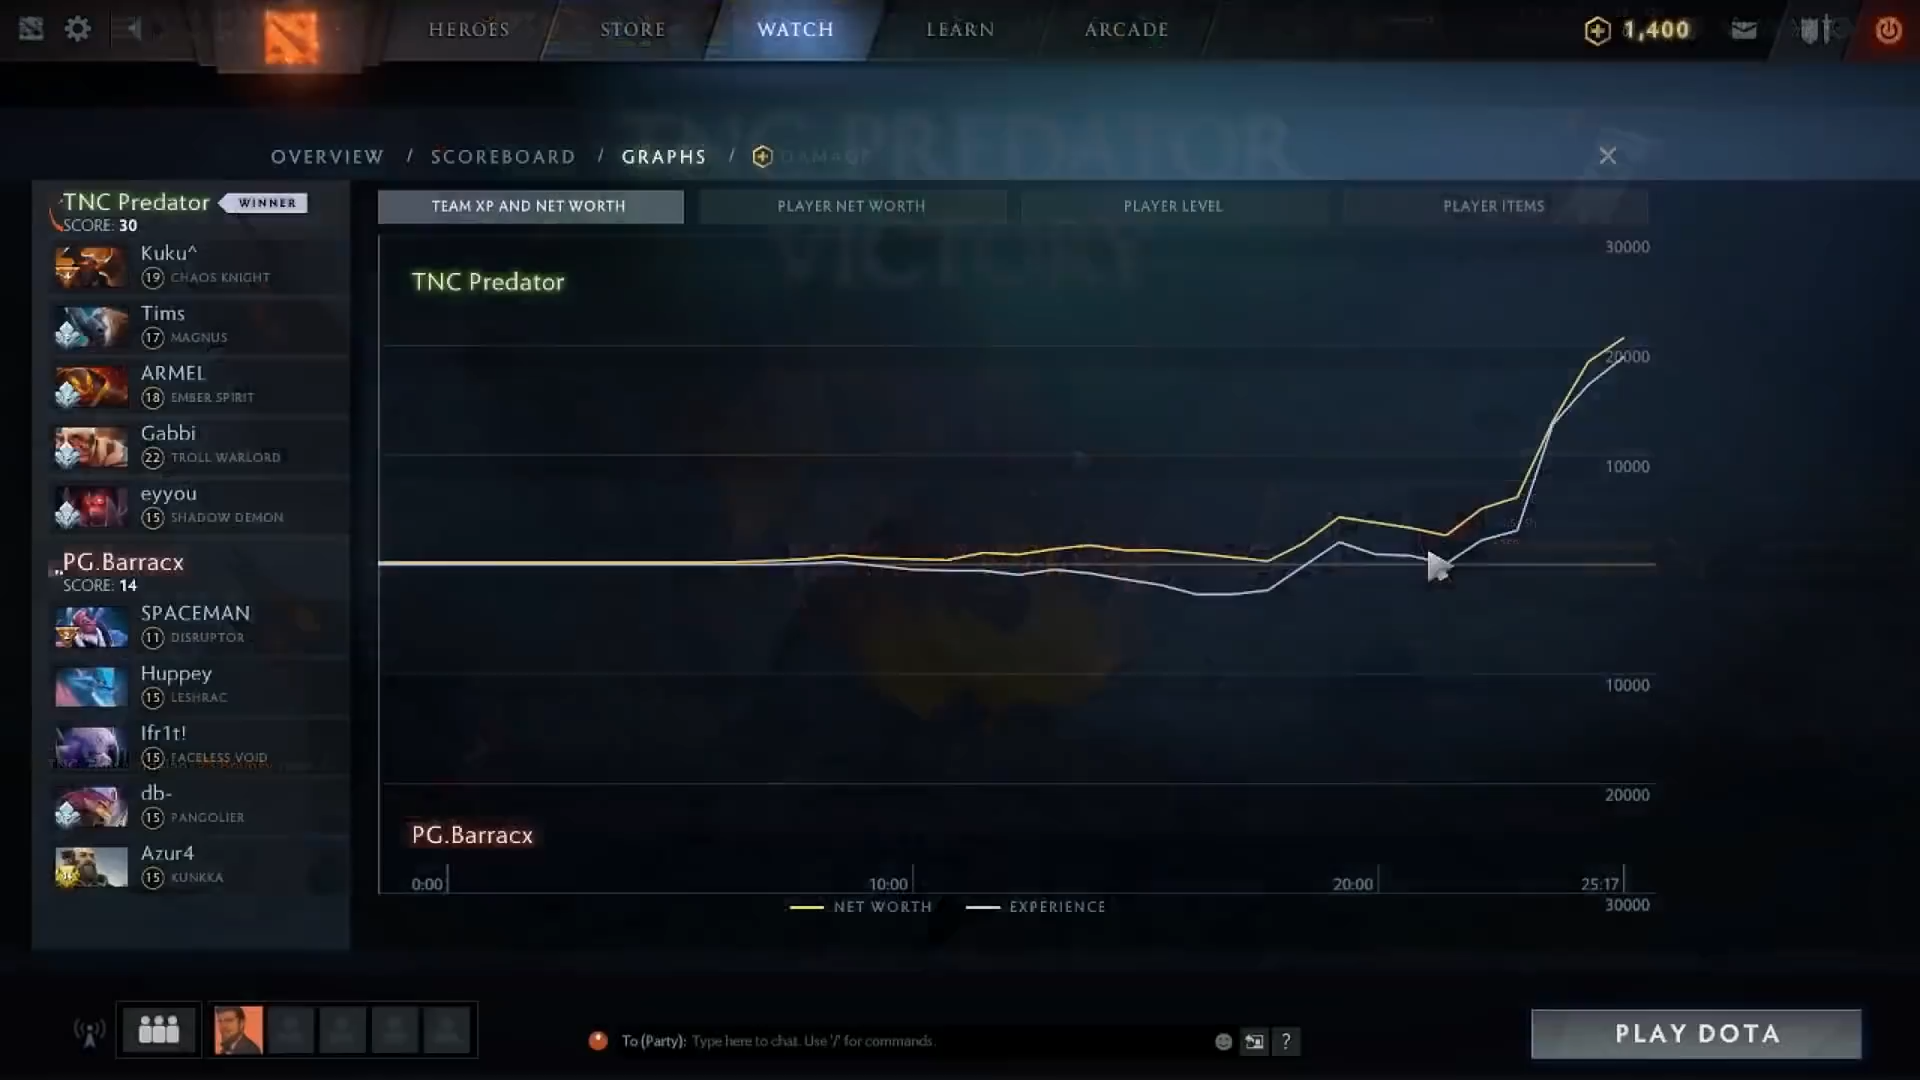 HEROES
STORE
WATCH
LEARN
ARCADE
1,400
TNC PREDATOR
VICTORY
OVERVIEW / SCOREBOARD / GRAPHS / DAMAGE
TNC Predator WINNER
SCORE: 30
Kuku^
19 CHAOS KNIGHT
Tims
17 MAGNUS
ARMEL
18 EMBER SPIRIT
Gabbi
22 TROLL WARLORD
eyyou
15 SHADOW DEMON
PG.Barracx
SCORE: 14
SPACEMAN
11 DISRUPTOR
Huppey
15 LESHRAC
Ifr1t!
15 FACELESS VOID
db-
15 PANGOLIER
Azur4
15 KUNKKA
TEAM XP AND NET WORTH
PLAYER NET WORTH
PLAYER LEVEL
PLAYER ITEMS
30000
TNC Predator
20000
10000
10000
20000
PG.Barracx
0:00
10:00
20:00
25:17
30000
NET WORTH
EXPERIENCE
To (Party): Type here to chat. Use '/' for commands.
?
PLAY DOTA